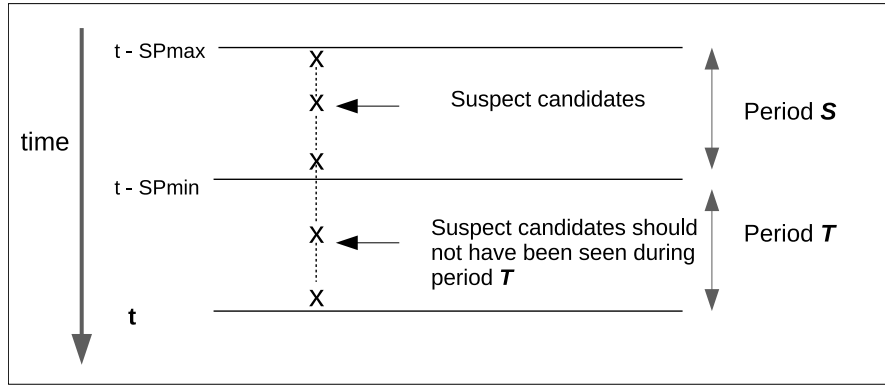 t - SPmax
X
X
Suspect candidates
Period S
time
X
t - SPmin
X
Suspect candidates should
not have been seen during
period T
Period T
X
t